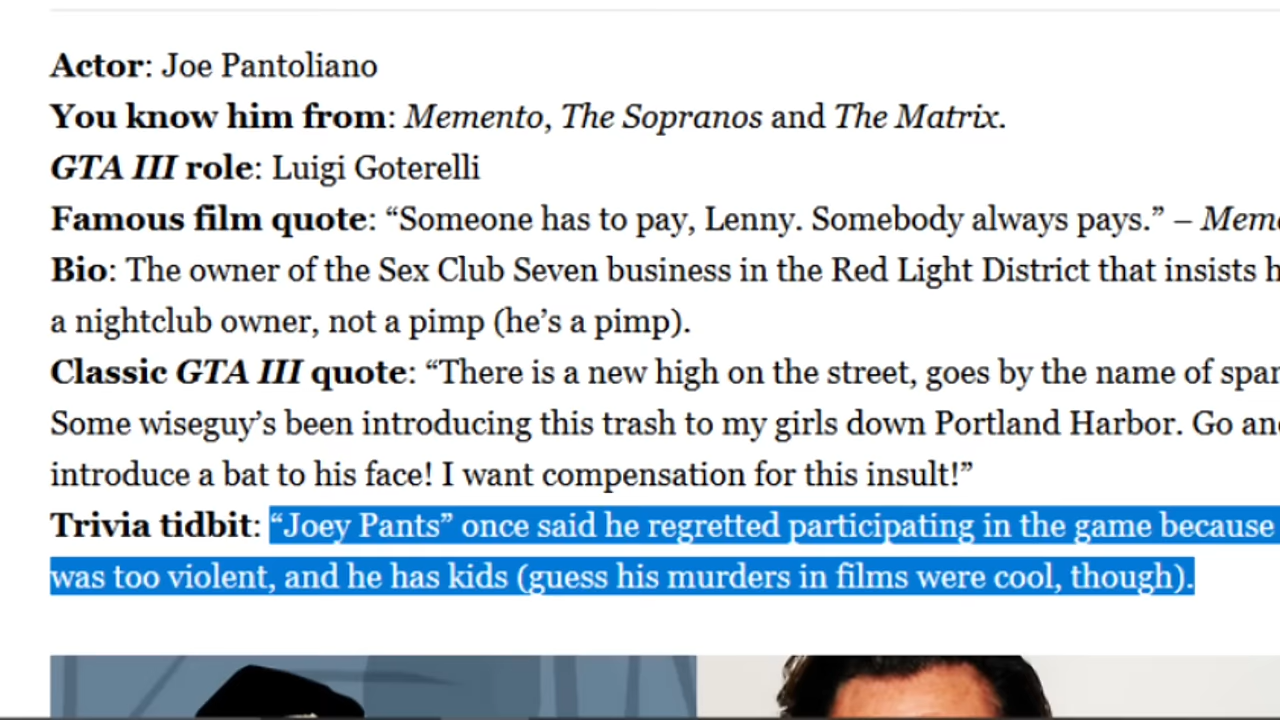 Actor: Joe Pantoliano
You know him from: Memento, The Sopranos and The Matrix.
GTA III role: Luigi Goterelli
Famous film quote: “Someone has to pay, Lenny. Somebody always pays.” –
Bio: The owner of the Sex Club Seven business in the Red Light District that insists
a nightclub owner, not a pimp (he’s a pimp).
Classic GTA III quote: “There is a new high on the street, goes by the name of
Some wiseguy’s been introducing this trash to my girls down Portland Harbor. Go
introduce a bat to his face! I want compensation for this insult!”
Trivia tidbit: “Joey Pants” once said he regretted participating in the game because
was too violent, and he has kids (guess his murders in films were cool, though).